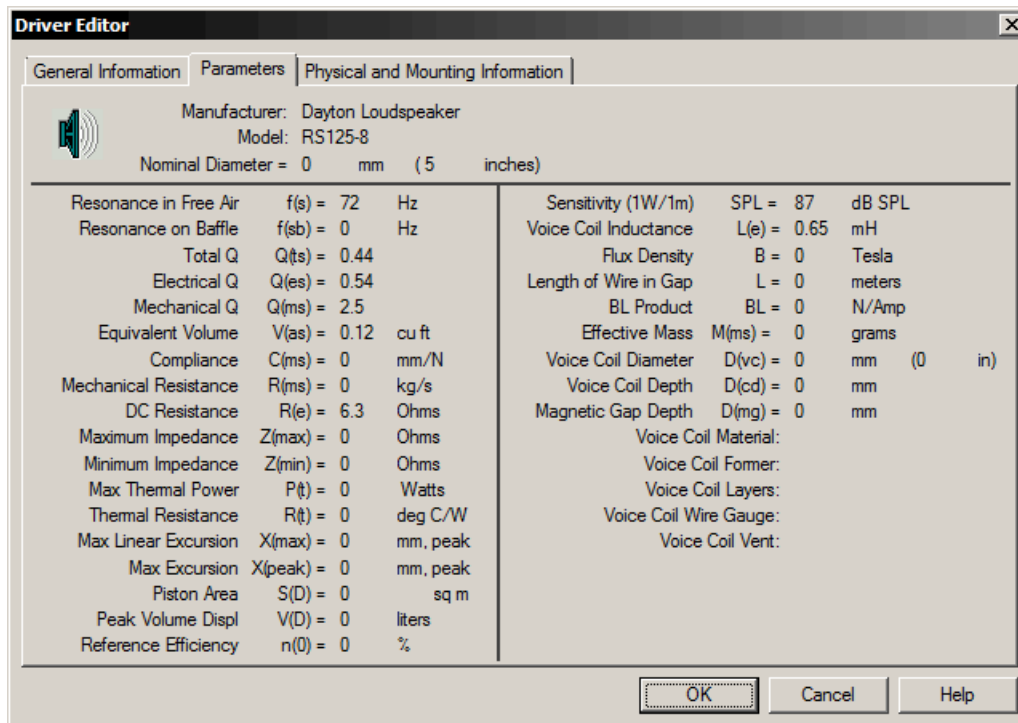 Driver Editor
General Information Parameters Physical and Mounting Information
Manufacturer: Dayton Loudspeaker
Model: RS125-8
Nominal Diameter = 0 mm ( 5 inches)
Resonance in Free Air f(s) = 72 Hz
Resonance on Baffle f(sb) = 0 Hz
Total Q Q(ts) = 0.44
Electrical Q Q(es) = 0.54
Mechanical Q Q(ms) = 2.5
Equivalent Volume V(as) = 0.12 cu ft
Compliance C(ms) = 0 mm/N
Mechanical Resistance R(ms) = 0 kg/s
DC Resistance R(e) = 6.3 Ohms
Maximum Impedance Z(max) = 0 Ohms
Minimum Impedance Z(min) = 0 Ohms
Max Thermal Power P(t) = 0 Watts
Thermal Resistance R(t) = 0 deg C/W
Max Linear Excursion X(max) = 0 mm, peak
Max Excursion X(peak) = 0 mm, peak
Piston Area S(D) = 0 sq m
Peak Volume Displ V(D) = 0 liters
Reference Efficiency n(0) = 0 %
Sensitivity (1W/1m) SPL = 87 dB SPL
Voice Coil Inductance L(e) = 0.65 mH
Flux Density B = 0 Tesla
Length of Wire in Gap L = 0 meters
BL Product BL = 0 N/Amp
Effective Mass M(ms) = 0 grams
Voice Coil Diameter D(vc) = 0 mm (0 in)
Voice Coil Depth D(cd) = 0 mm
Magnetic Gap Depth D(mg) = 0 mm
Voice Coil Material:
Voice Coil Former:
Voice Coil Layers:
Voice Coil Wire Gauge:
Voice Coil Vent:
OK Cancel Help